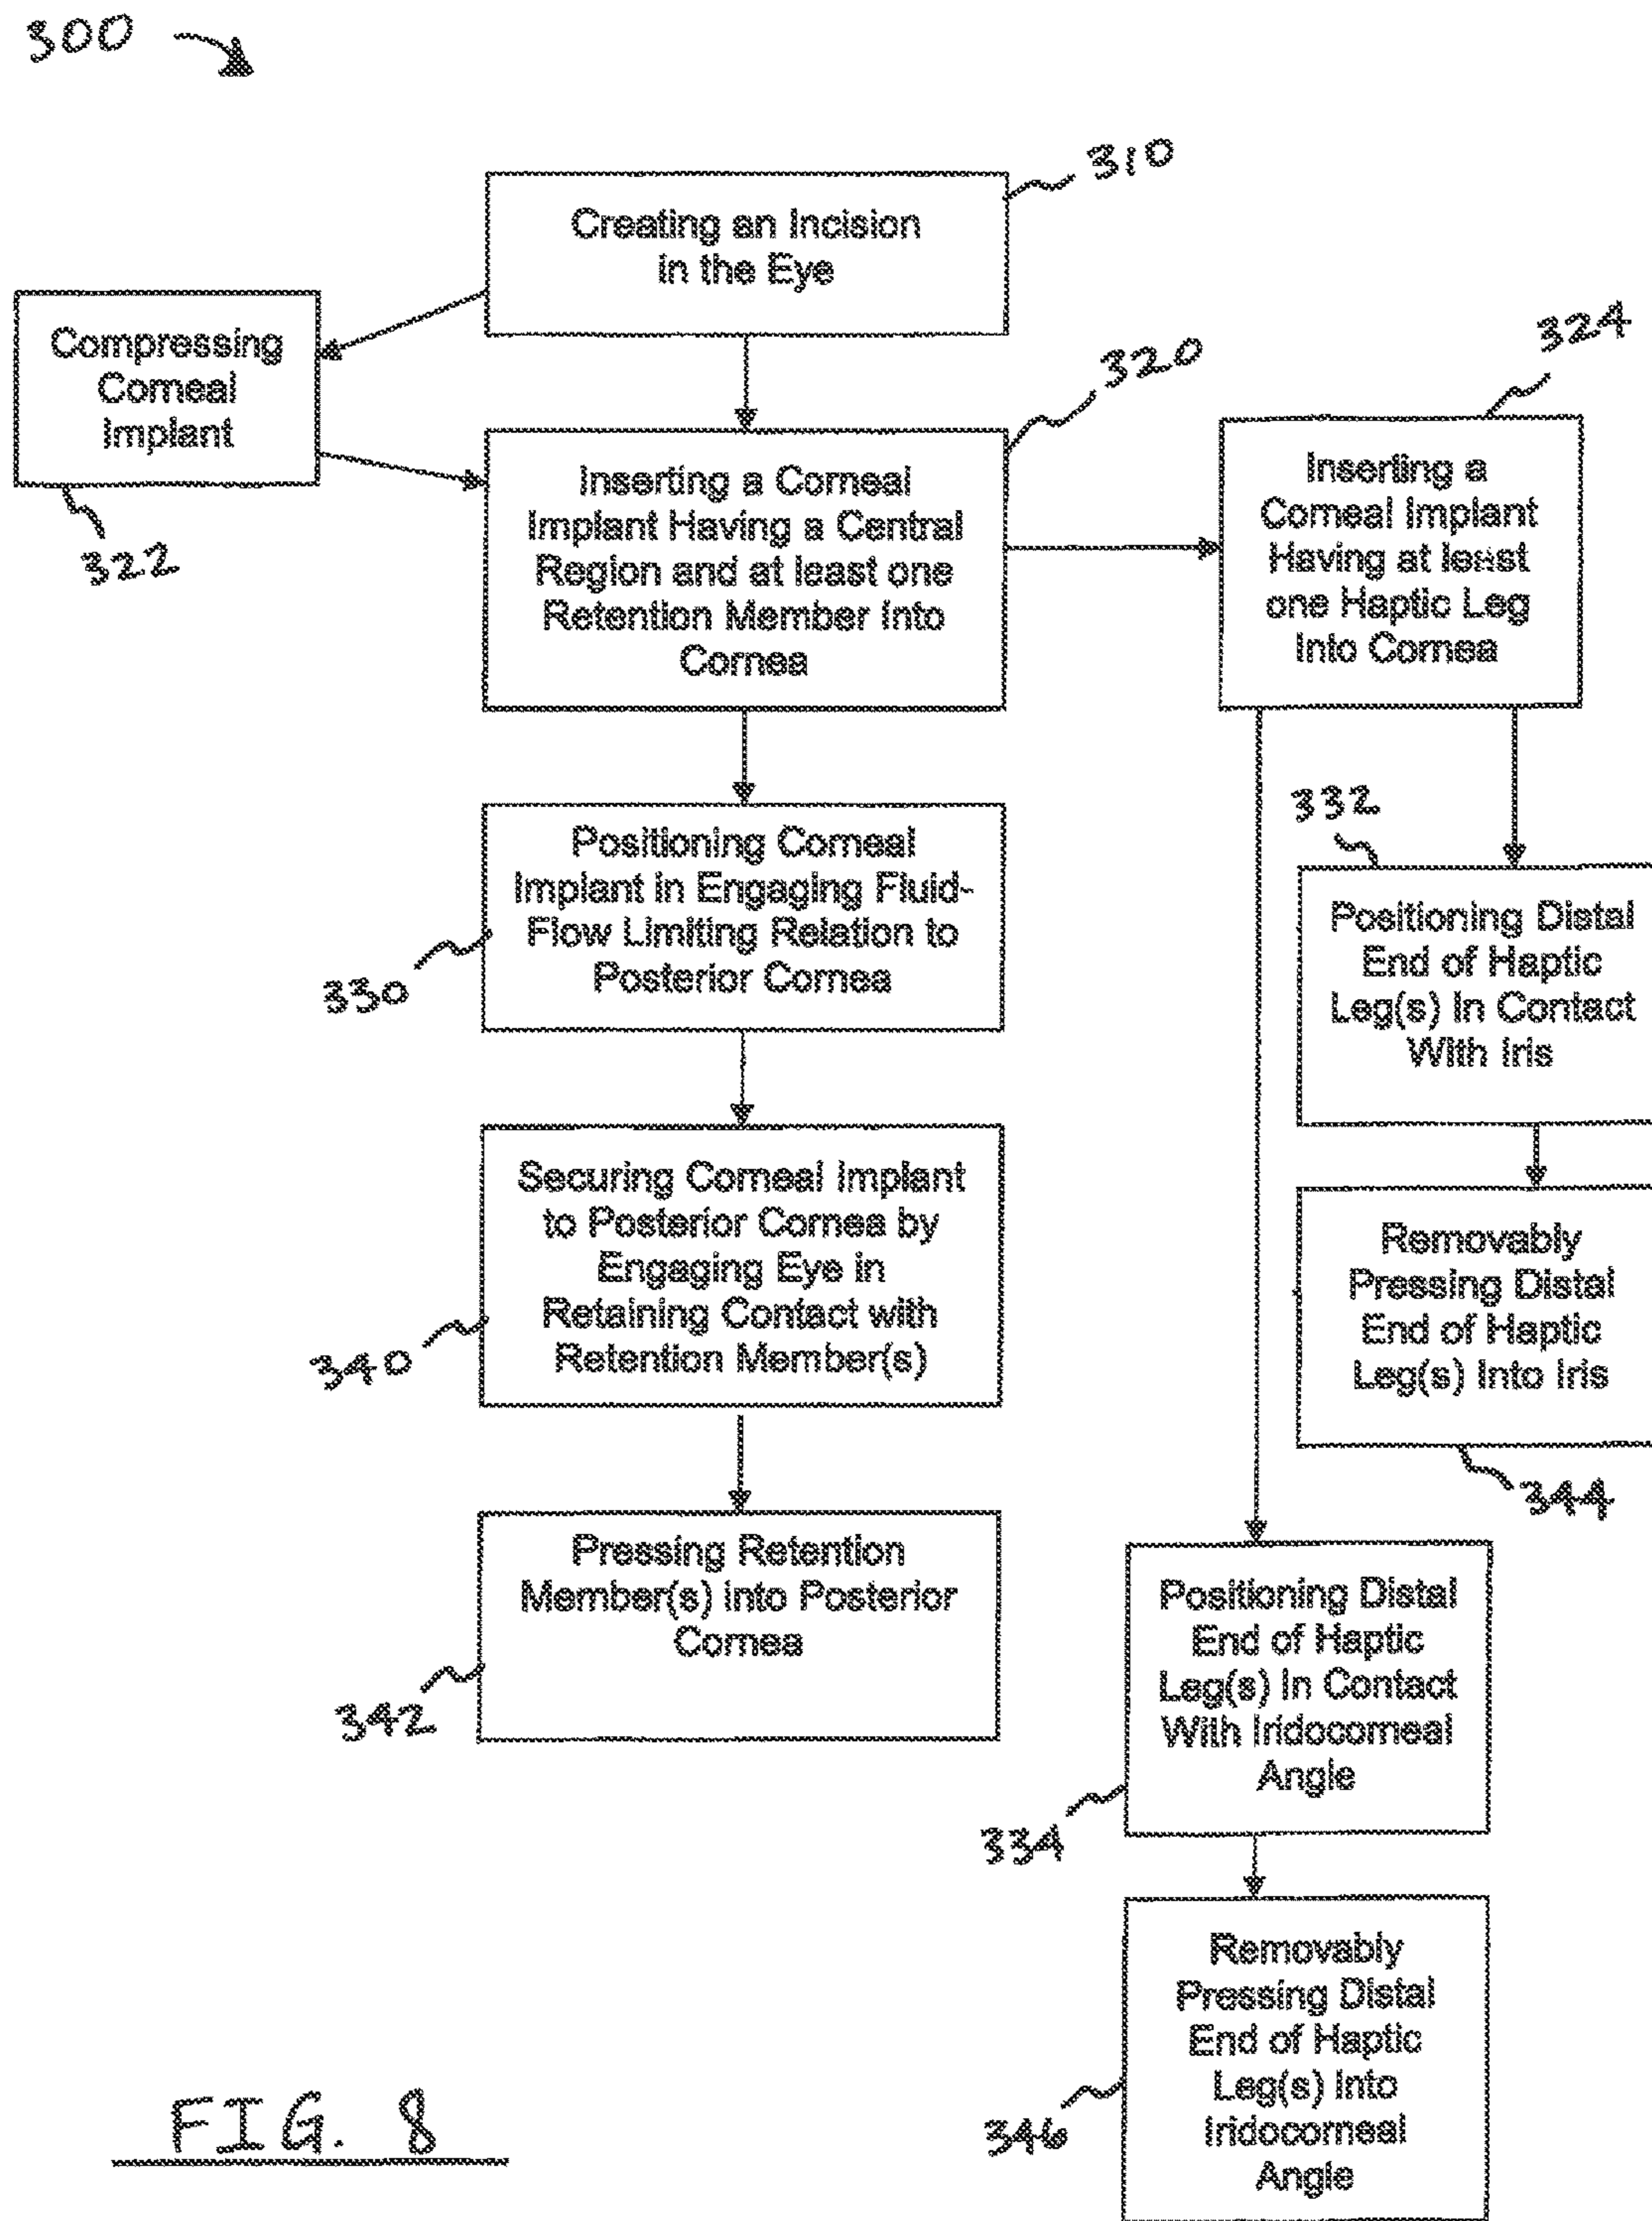 300
310
Creating an Incision
in the Eye
Compressing
Corneal
Implant
322
320
Inserting a Corneal
Implant Having a Central
Region and at least one
Retention Member Into
Cornea
324
Inserting a
Corneal Implant
Having at least
one Haptic Leg
Into Cornea
Positioning Corneal
Implant in Engaging Fluid-
Flow Limiting Relation to
Posterior Cornea
330
332
Positioning Distal
End of Haptic
Leg(s) In Contact
With Iris
Securing Corneal Implant
to Posterior Cornea by
Engaging Eye in
Retaining Contact with
Retention Member(s)
340
Removably
Pressing Distal
End of Haptic
Leg(s) Into Iris
344
Pressing Retention
Member(s) into Posterior
Cornea
342
Positioning Distal
End of Haptic
Leg(s) In Contact
With Iridocorneal
Angle
334
Removably
Pressing Distal
End of Haptic
Leg(s) Into
Iridocorneal
Angle
346
FIG. 8